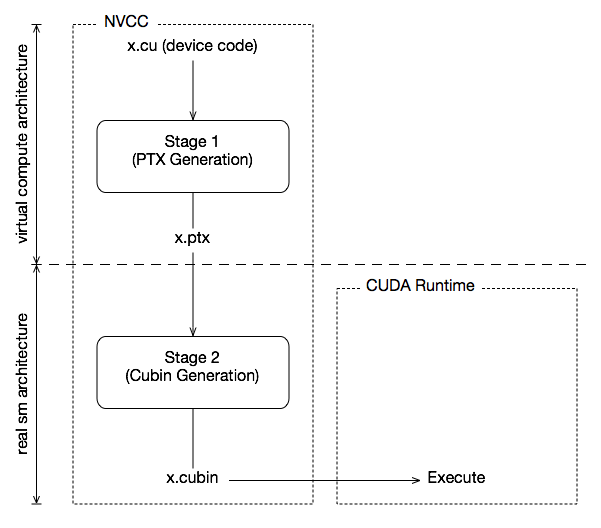 NVCC
x.cu (device code)
virtual compute architecture
Stage 1
(PTX Generation)
x.ptx
CUDA Runtime
real sm architecture
Stage 2
(Cubin Generation)
x.cubin
Execute